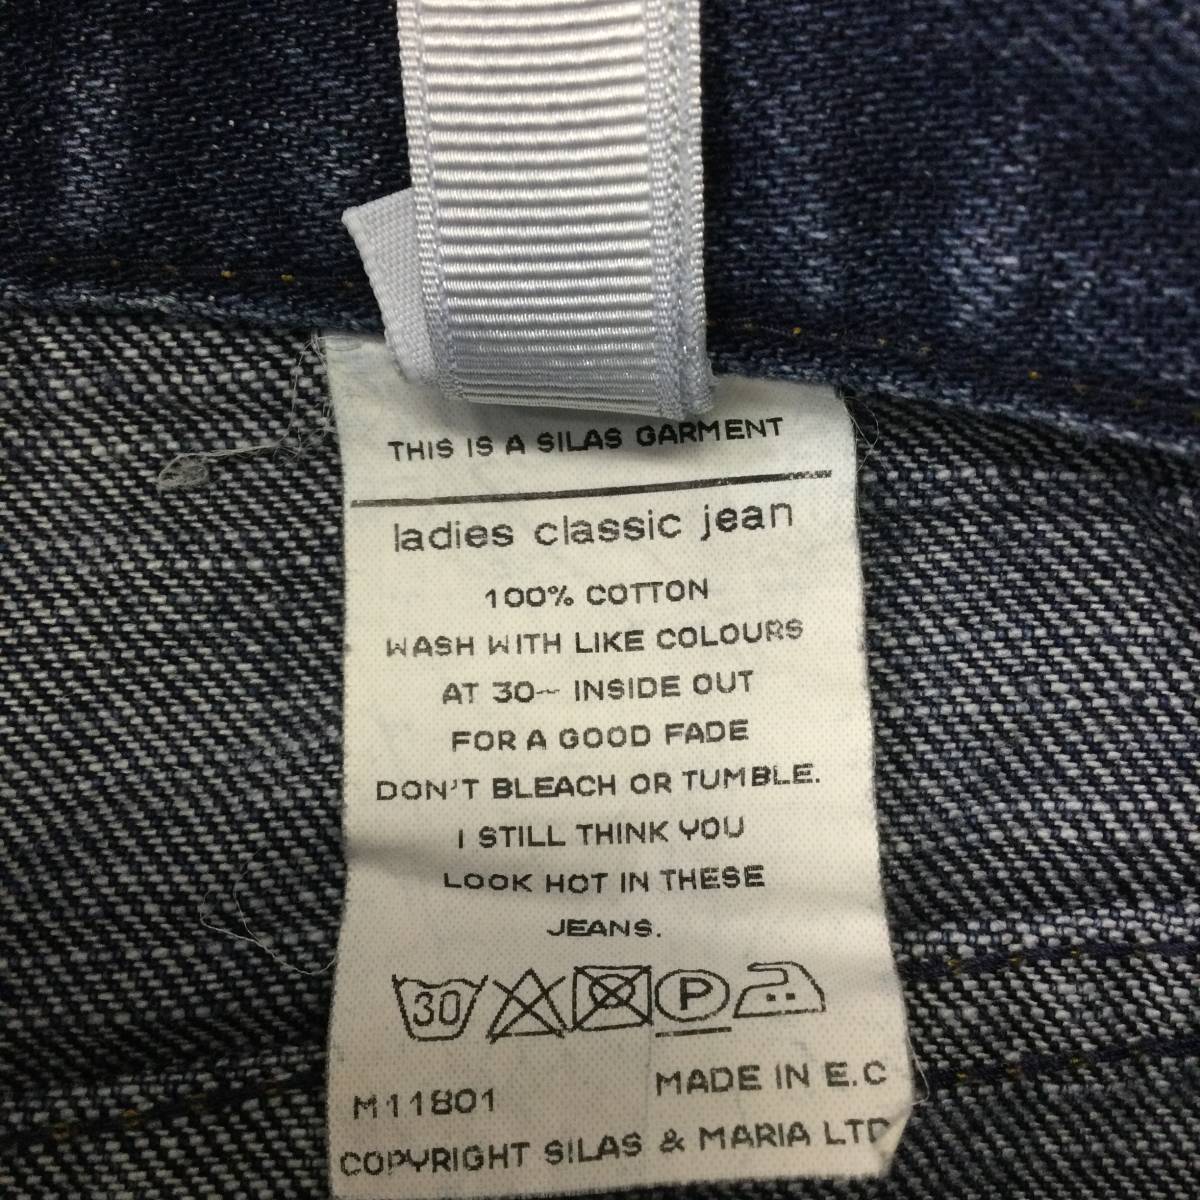 THIS IS A SILAS GARMENT
ladies classic jean
100% COTTON
WASH WITH LIKE COLOURS
AT 30~ INSIDE OUT
FOR A GOOD FADE
DON'T BLEACH OR TUMBLE.
I STILL THINK YOU
LOOK HOT IN THESE
JEANS.
30 P
M11801 MADE IN E.C
COPYRIGHT SILAS & MARIA LTD